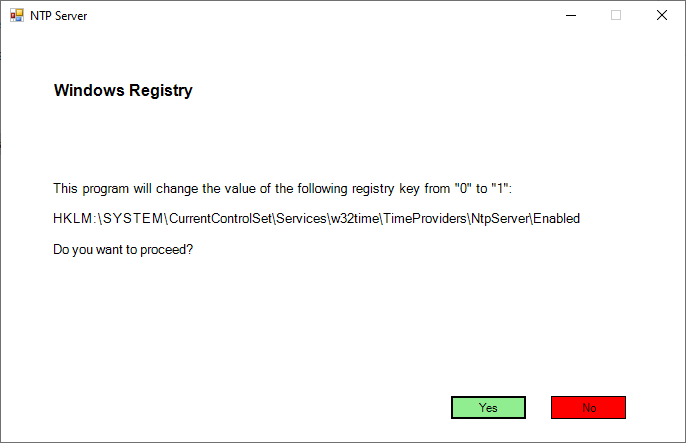 NTP Server
Windows Registry
This program will change the value of the following registry key from "0" to "1":
HKLM:\SYSTEM\CurrentControlSet\Services\w32time\TimeProviders\NtpServer\Enabled
Do you want to proceed?
Yes
No